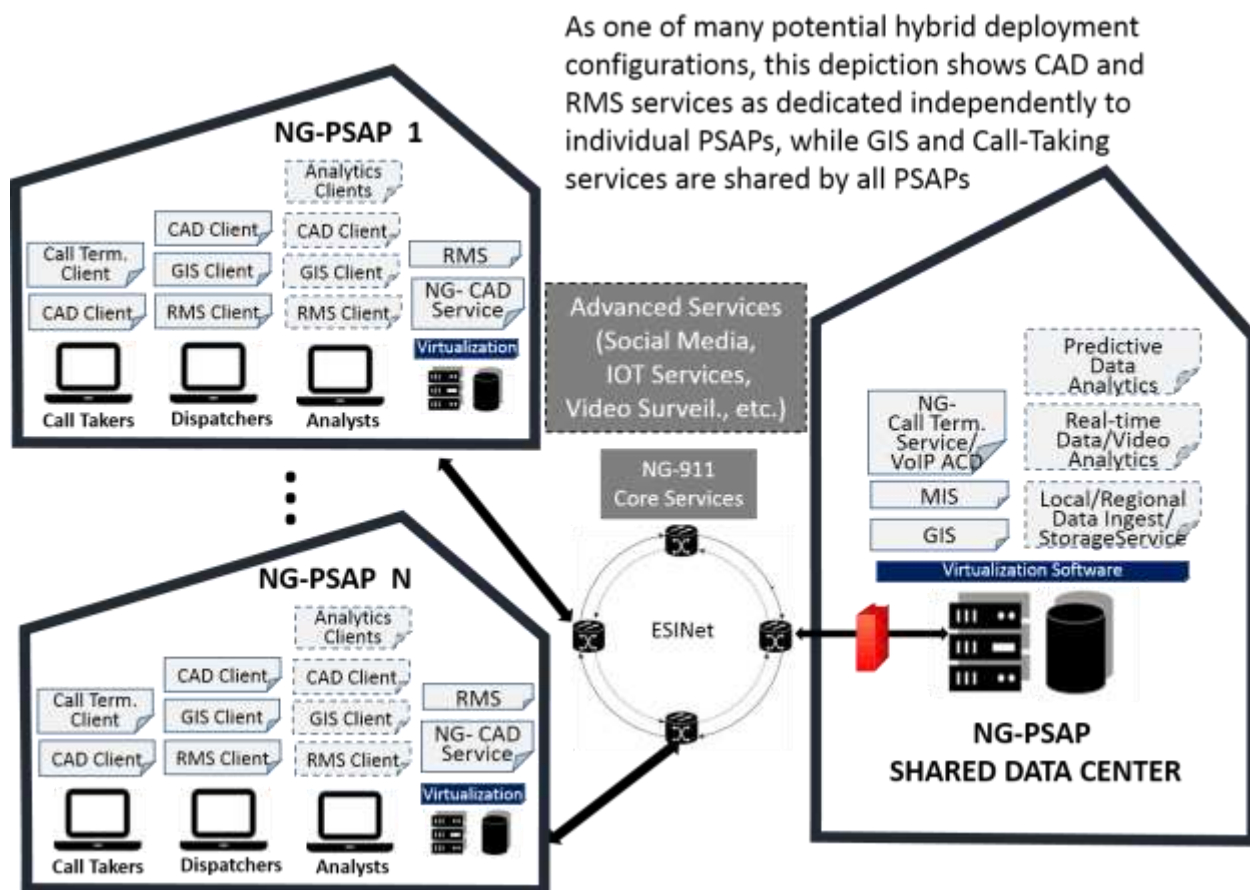 As one of many potential hybrid deployment
configurations, this depiction shows CAD and
RMS services as dedicated independently to
individual PSAPs, while GIS and Call-Taking
services are shared by all PSAPs
NG-PSAP 1
Analytics
Clients
CAD Client
CAD Client
Call Term.
Client
GIS Client
GIS Client
RMS
CAD Client
RMS Client
RMS Client
NG- CAD
Service
Virtualization
Call Takers
Dispatchers
Analysts
Advanced Services
(Social Media,
IOT Services,
Video Surveil., etc.)
NG-911
Core Services
ESINet
NG-PSAP N
Analytics
Clients
CAD Client
CAD Client
Call Term.
Client
GIS Client
GIS Client
RMS
CAD Client
RMS Client
RMS Client
NG- CAD
Service
Virtualization
Call Takers
Dispatchers
Analysts
Predictive
Data
Analytics
NG-
Call Term.
Service/
VoIP ACD
Real-time
Data/Video
Analytics
MIS
GIS
Local/Regional
Data Ingest/
StorageService
Virtualization Software
NG-PSAP
SHARED DATA CENTER